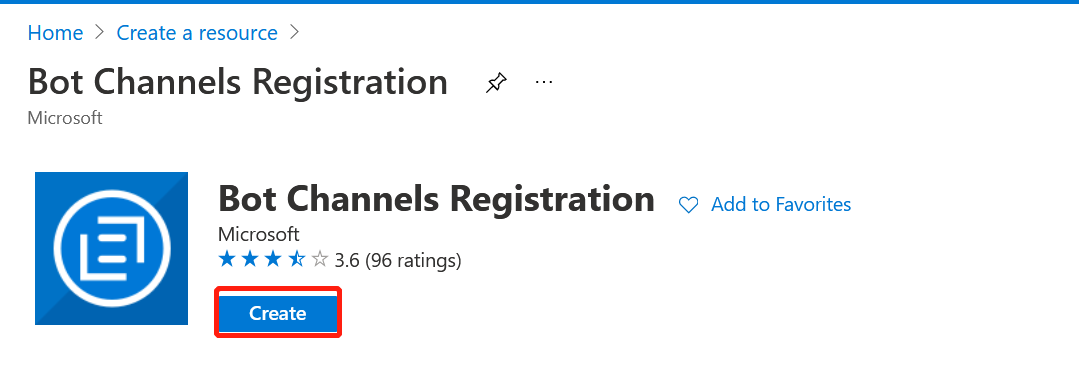 Home > Create a resource >
Bot Channels Registration ...
Microsoft
Bot Channels Registration Add to Favorites
Microsoft
3.6 (96 ratings)
Create